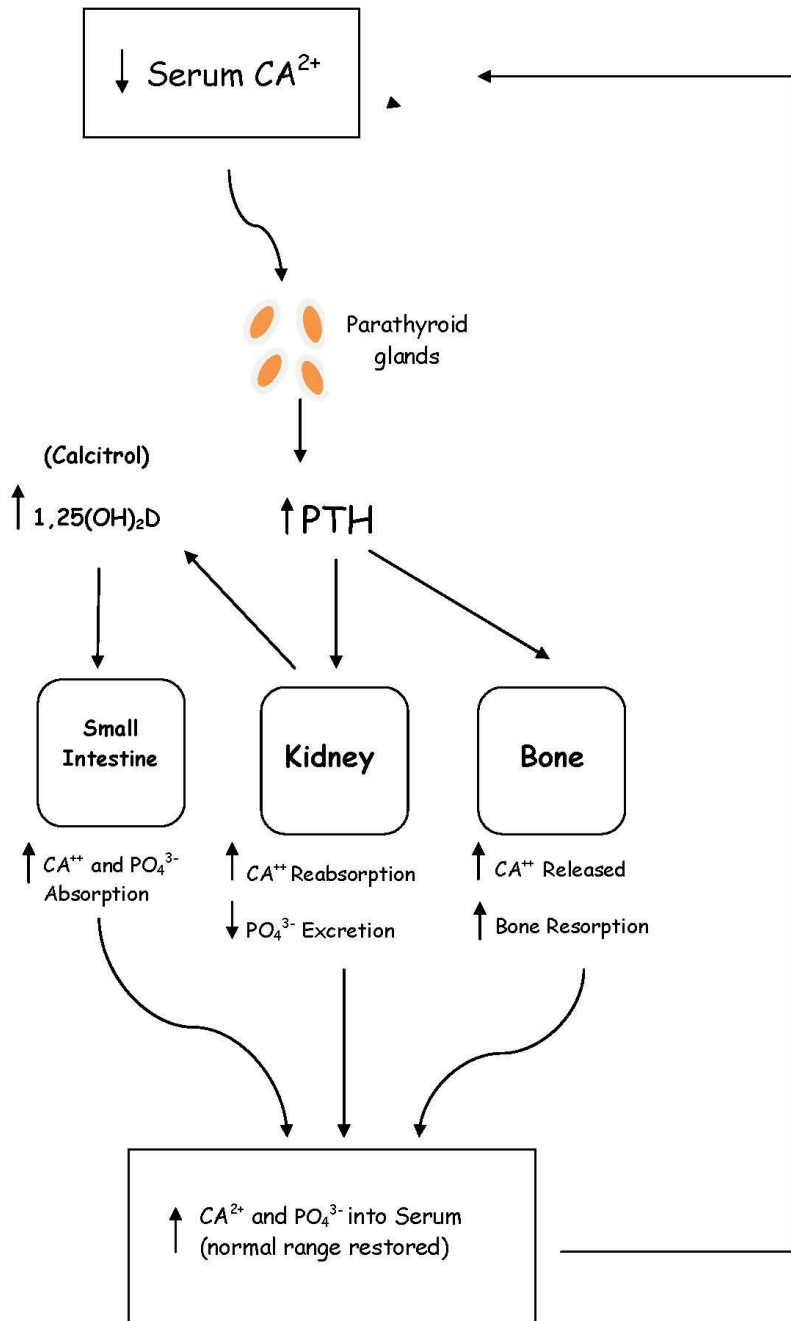 ↓ Serum CA²⁺
Parathyroid
glands
(Calcitrol)
↑ 1,25(OH)₂D
↑ PTH
Small
Intestine
Kidney
Bone
↑ CA⁺⁺ and PO₄³⁻
Absorption
↑ CA⁺⁺ Reabsorption
↓ PO₄³⁻ Excretion
↑ CA⁺⁺ Released
↑ Bone Resorption
↑ CA²⁺ and PO₄³⁻ into Serum
(normal range restored)